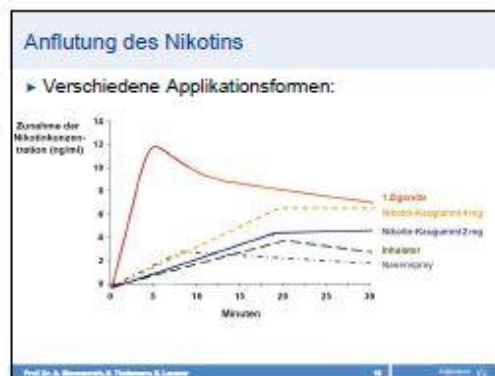 Anflutung des Nikotins
▸ Verschiedene Applikationsformen:
Zunahme der
Nikotinkonzen-
tration (ng/ml)
14
12
10
8
6
4
2
0
0 5 10 15 20 25 30
Minuten
1 Zigarette
Nikotin-Kaugummi 4 mg
Nikotin-Kaugummi 2 mg
Inhalator
Nasenspray
Prof. Dr. A.